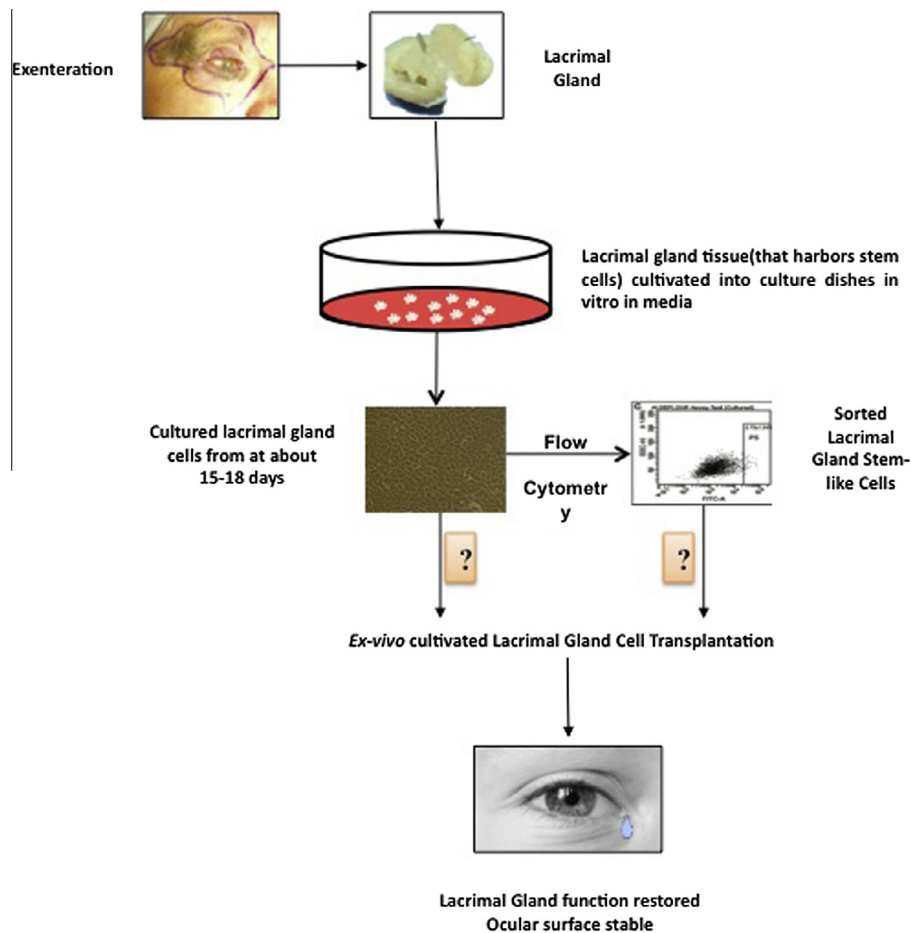 Exenteration
Lacrimal
Gland
Lacrimal gland tissue(that harbors stem
cells) cultivated into culture dishes in
vitro in media
Cultured lacrimal gland
cells from at about
15-18 days
Flow
Cytometr
y
P6
FITC-A
Sorted
Lacrimal
Gland Stem-
like Cells
?
?
Ex-vivo cultivated Lacrimal Gland Cell Transplantation
Lacrimal Gland function restored
Ocular surface stable